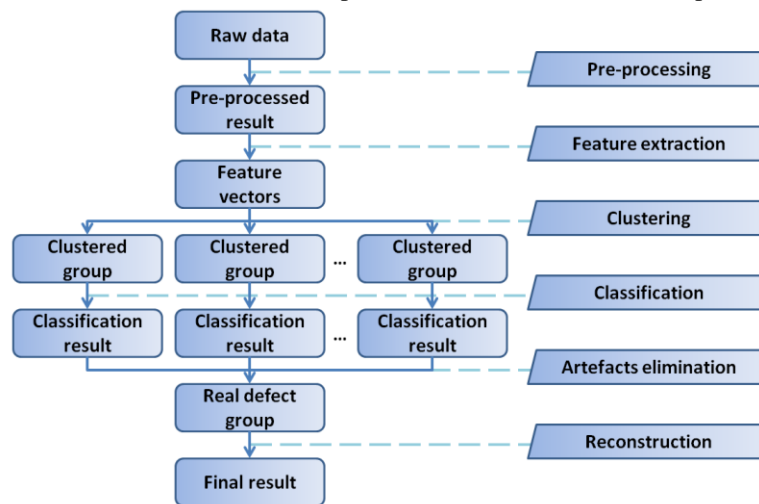 Raw data
Pre-processing
Pre-processed
result
Feature extraction
Feature
vectors
Clustering
Clustered
group
Clustered
group
...
Clustered
group
Classification
Classification
result
Classification
result
...
Classification
result
Artefacts elimination
Real defect
group
Reconstruction
Final result